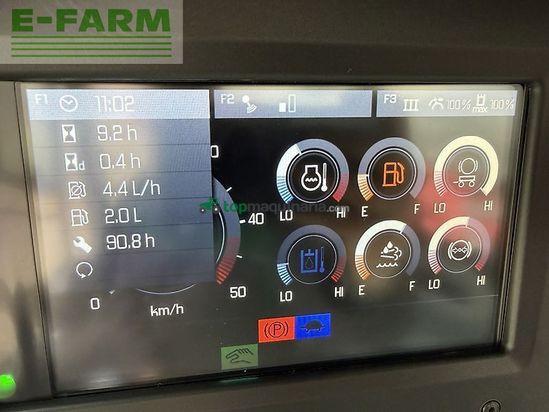 E-FARM
F1 11:02
F2
F3 III 100% max 100%
9,2 h
0,4 h
4,4 L/h
2.0 L
90,8 h
0 40 50
km/h
LO HI
E F
LO HI
LO HI
E F
LO HI
(P)
topmaquinaria.com